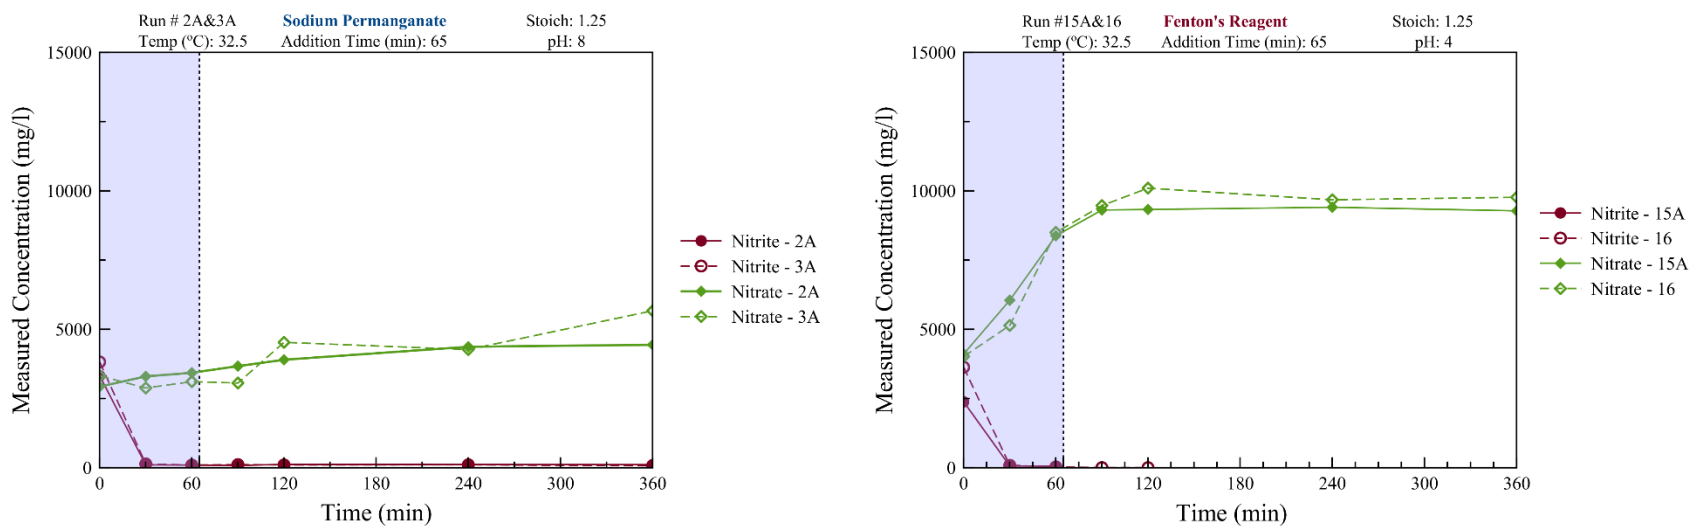 Run # 2A&3A Sodium Permanganate Stoich: 1.25
Temp (ºC): 32.5 Addition Time (min): 65 pH: 8
15000
10000
5000
0
Measured Concentration (mg/l)
0 60 120 180 240 300 360
Time (min)
Nitrite - 2A
Nitrite - 3A
Nitrate - 2A
Nitrate - 3A
Run #15A&16 Fenton's Reagent Stoich: 1.25
Temp (ºC): 32.5 Addition Time (min): 65 pH: 4
15000
10000
5000
0
Measured Concentration (mg/l)
0 60 120 180 240 300 360
Time (min)
Nitrite - 15A
Nitrite - 16
Nitrate - 15A
Nitrate - 16